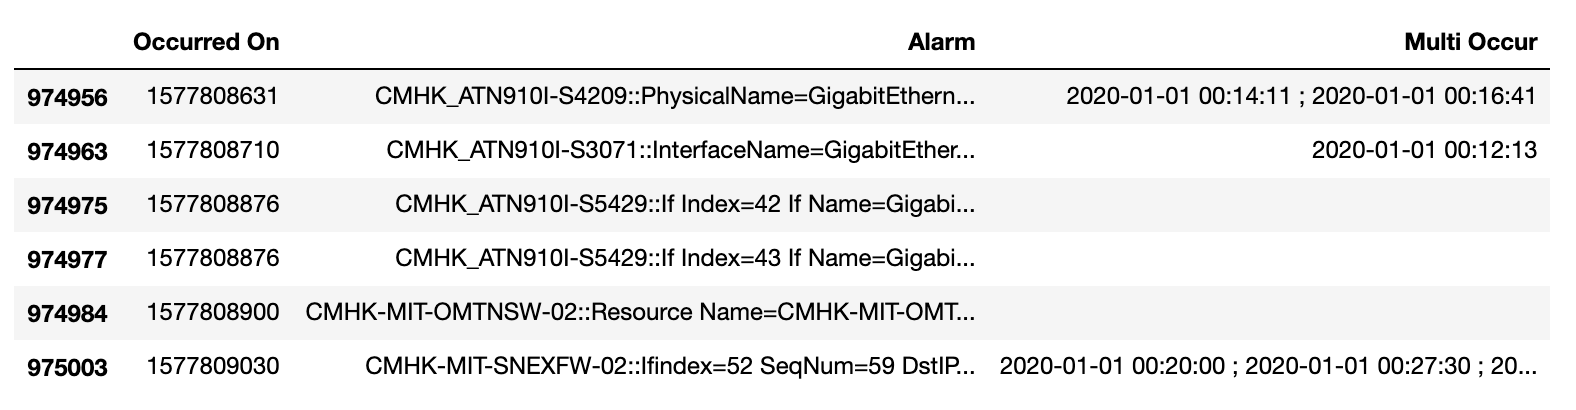 Occurred On Alarm Multi Occur
974956 1577808631 CMHK_ATN910I-S4209::PhysicalName=GigabitEthern... 2020-01-01 00:14:11 ; 2020-01-01 00:16:41
974963 1577808710 CMHK_ATN910I-S3071::InterfaceName=GigabitEther... 2020-01-01 00:12:13
974975 1577808876 CMHK_ATN910I-S5429::If Index=42 If Name=Gigabi...
974977 1577808876 CMHK_ATN910I-S5429::If Index=43 If Name=Gigabi...
974984 1577808900 CMHK-MIT-OMTNSW-02::Resource Name=CMHK-MIT-OMT...
975003 1577809030 CMHK-MIT-SNEXFW-02::Ifindex=52 SeqNum=59 DstIP... 2020-01-01 00:20:00 ; 2020-01-01 00:27:30 ; 20...